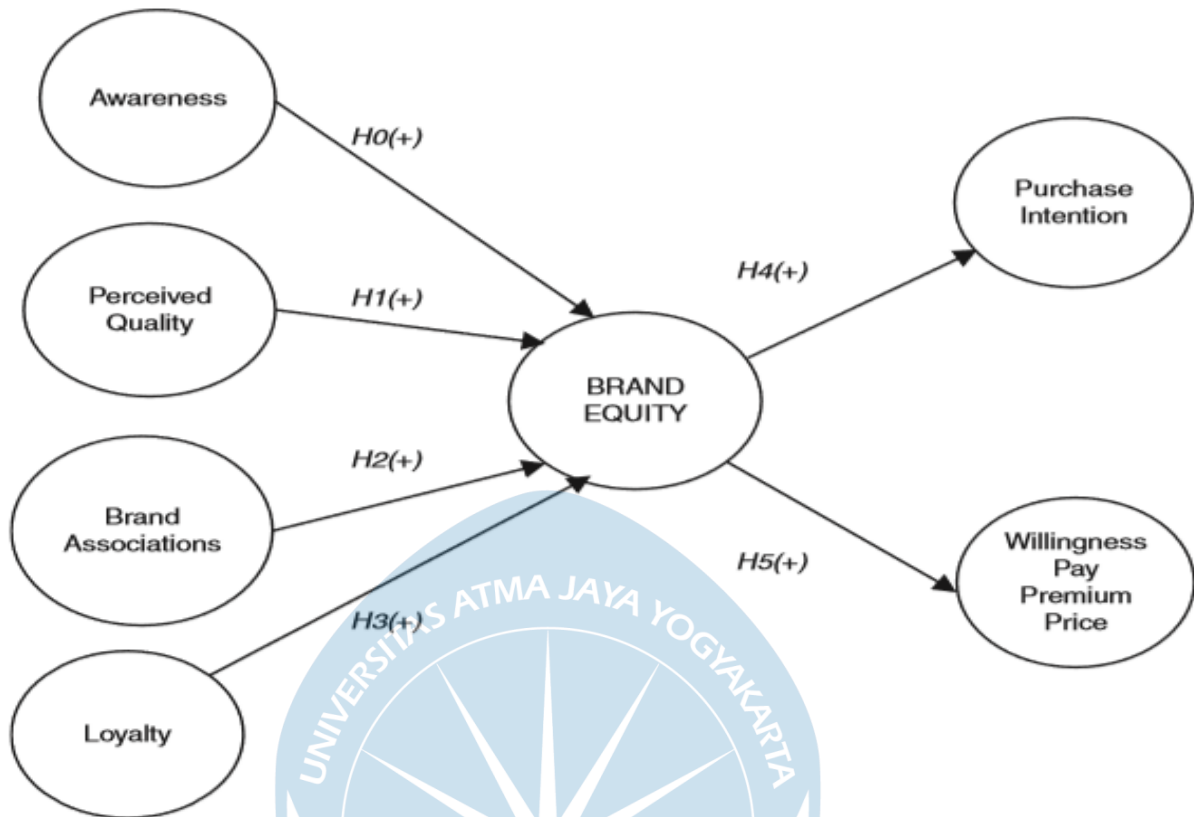 Awareness
H0(+)
Perceived
Quality
H1(+)
Brand
Associations
H2(+)
Loyalty
H3(+)
BRAND
EQUITY
H4(+)
Purchase
Intention
H5(+)
Willingness
Pay
Premium
Price
UNIVERSITAS ATMA JAYA YOGYAKARTA